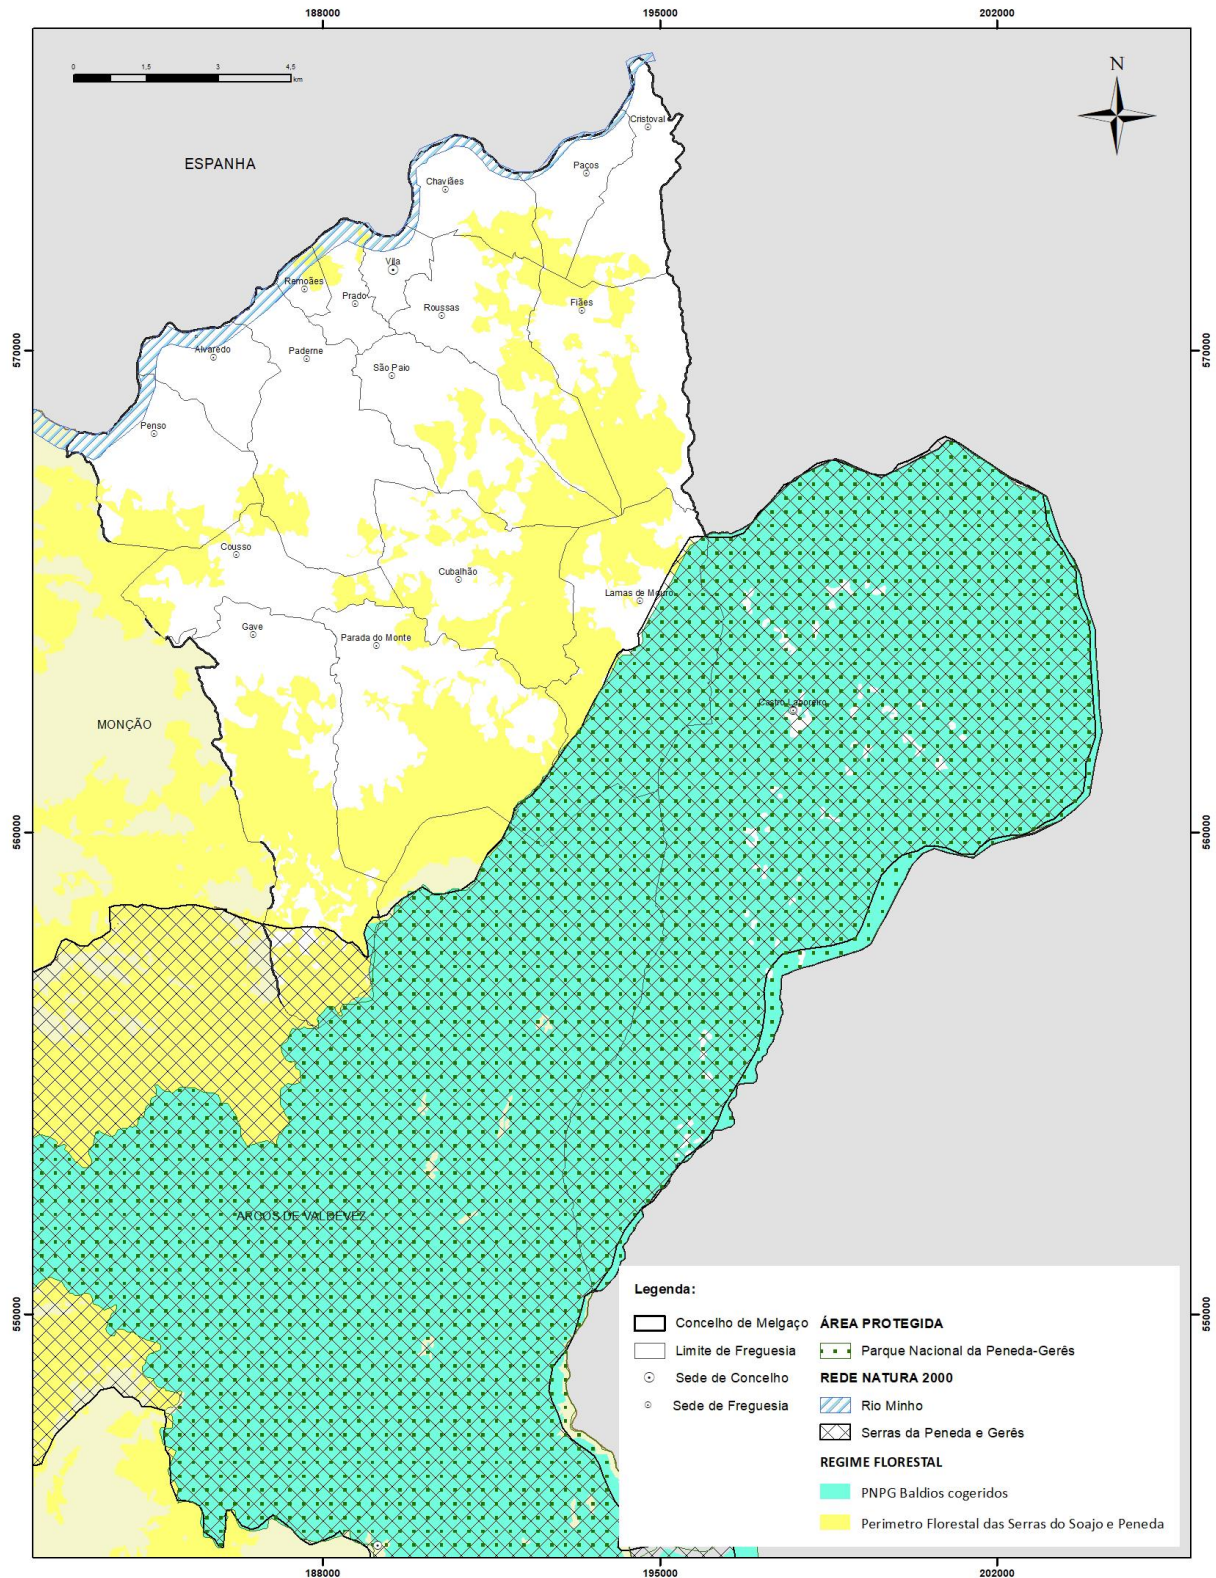 188000
195000
202000
0
1,5
3
4,5
km
N
Cristoval
ESPANHA
Paços
Chaviães
Vila
Remoães
Prado
Roussas
Fiães
570000
570000
Alvaredo
Paderne
São Paio
Penso
Cousso
Cubalhão
Lamas de Mouro
Gave
Parada do Monte
Castro Laboreiro
MONÇÃO
560000
560000
ARCOS DE VALDEVEZ
550000
550000
Legenda:
Concelho de Melgaço
Limite de Freguesia
Sede de Concelho
Sede de Freguesia
ÁREA PROTEGIDA
Parque Nacional da Peneda-Gerês
REDE NATURA 2000
Rio Minho
Serras da Peneda e Gerês
REGIME FLORESTAL
PNPG Baldios cogeridos
Perimetro Florestal das Serras do Soajo e Peneda
188000
195000
202000